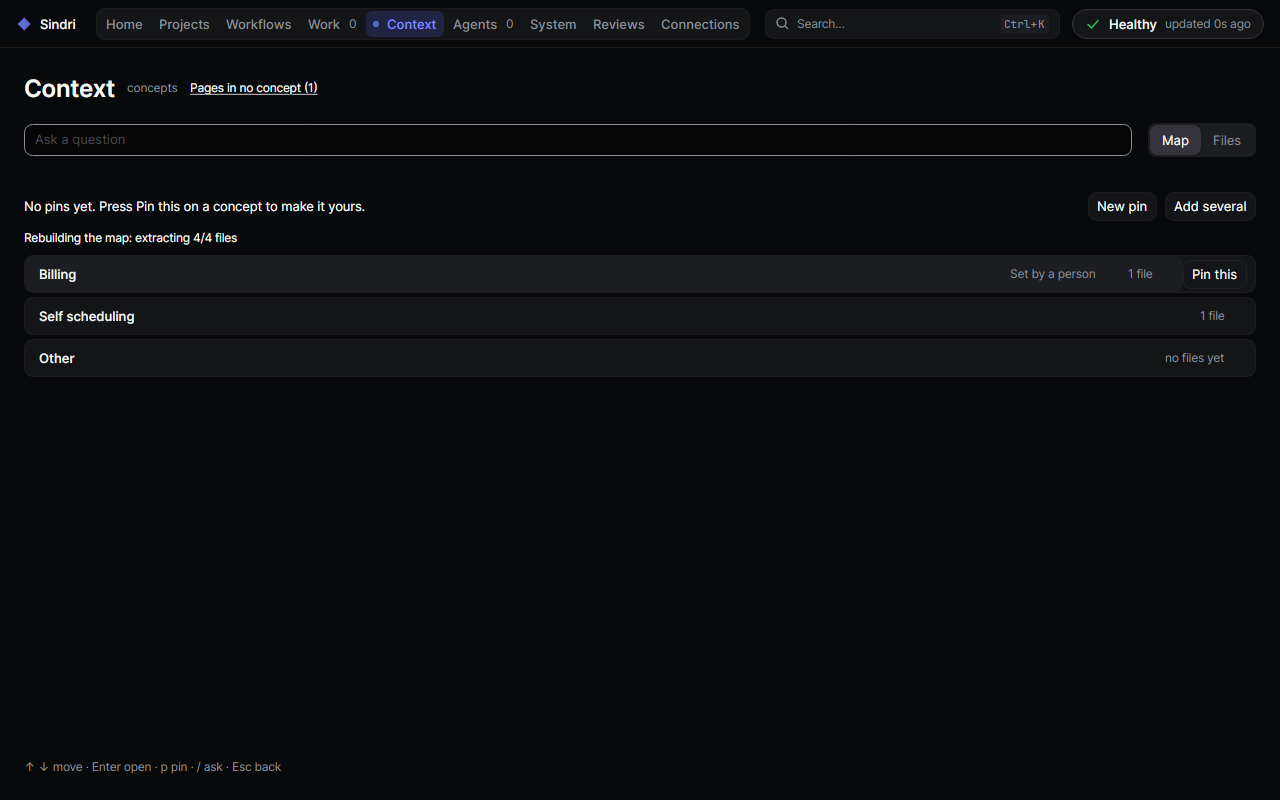 Sindri Home Projects Workflows Work 0 Context Agents 0 System Reviews Connections Search... Ctrl+K Healthy updated 0s ago
Context concepts Pages in no concept (1)
Ask a question Map Files
No pins yet. Press Pin this on a concept to make it yours. New pin Add several
Rebuilding the map: extracting 4/4 files
Billing Set by a person 1 file Pin this
Self scheduling 1 file
Other no files yet
↑ ↓ move · Enter open · p pin · / ask · Esc back